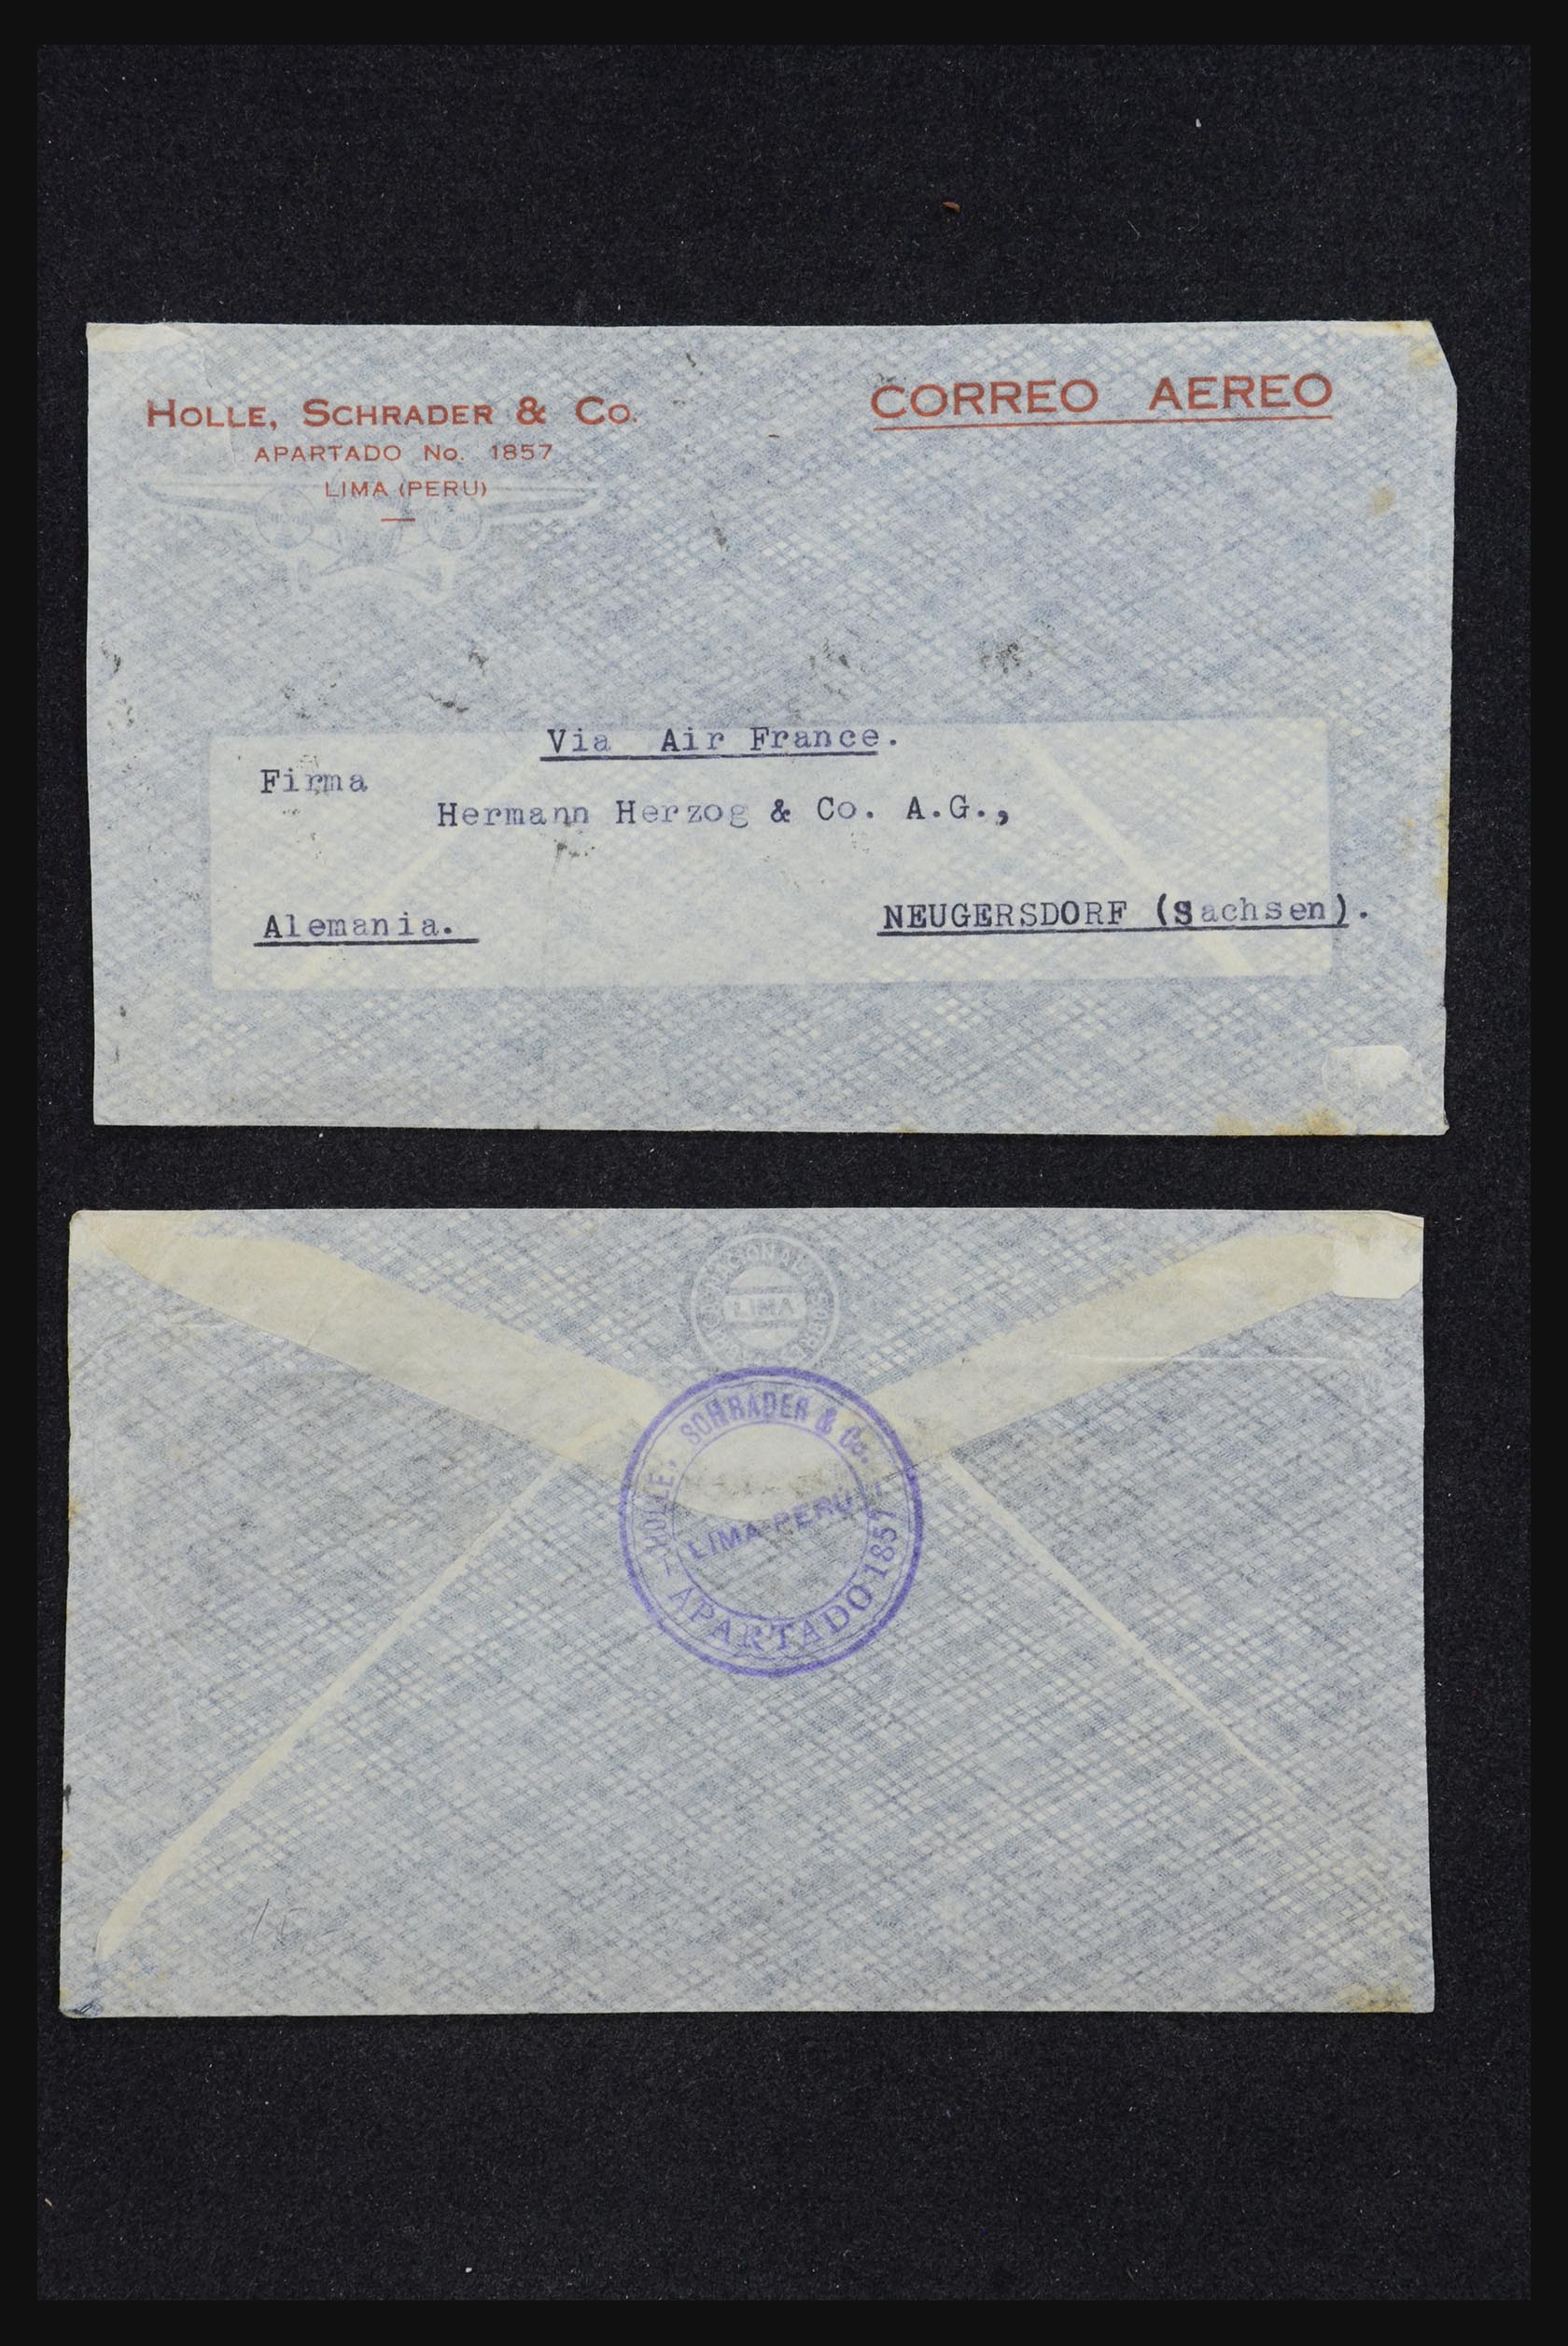 HOLLE, SCHRADER & CO.
APARTADO No. 1857
LIMA (PERU)
CORREO AEREO
Via Air France.
Firma
Hermann Herzog & Co. A.G.,
Alemania.
NEUGERSDORF (Sachsen).
LIMA
HOLLE, SCHRADER & Co.
LIMA-PERU
APARTADO 1857
15-